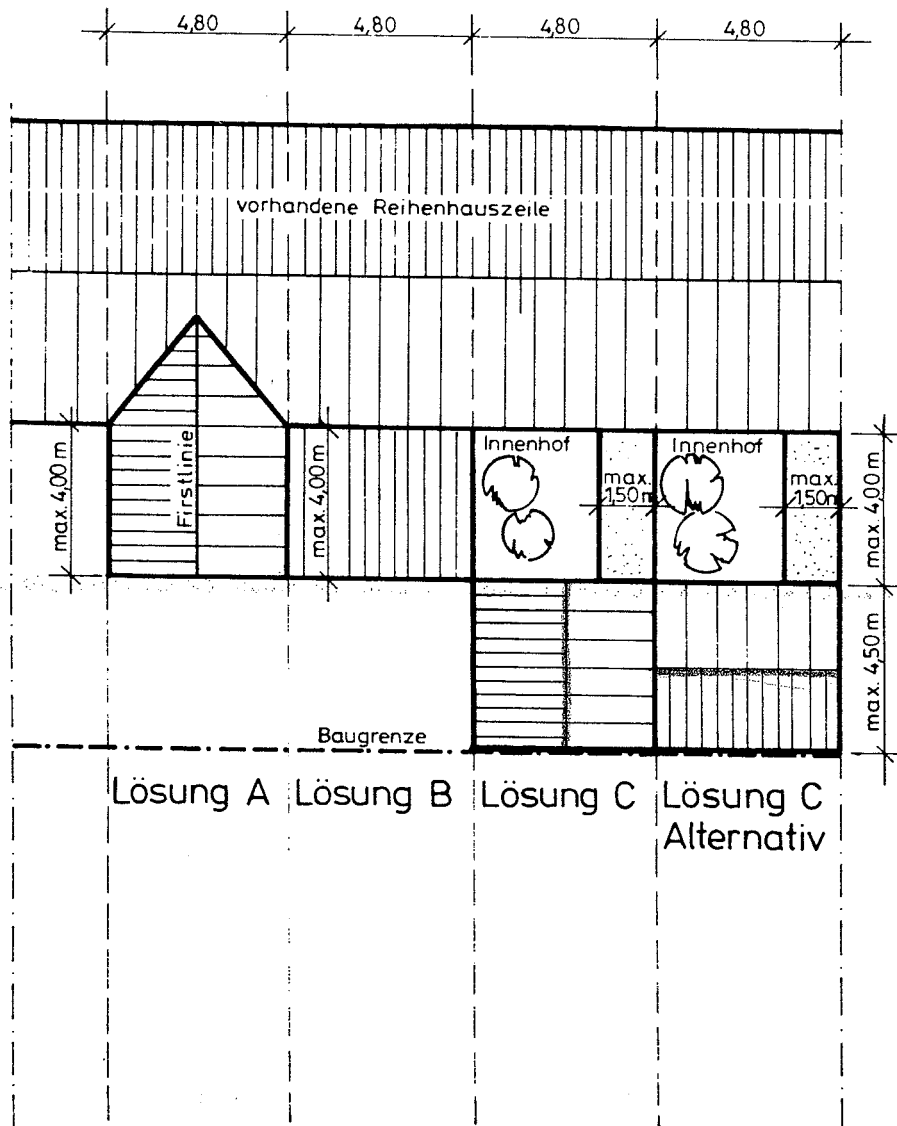 4,80 4,80 4,80 4,80
vorhandene Reihenhauszeile
Innenhof Innenhof
max. 4,00 m
Firstlinie
max. 4,00 m
max.
1,50 m
max.
1,50 m
max. 4,00 m
max. 4,50 m
Baugrenze
Lösung A Lösung B Lösung C Lösung C
Alternativ